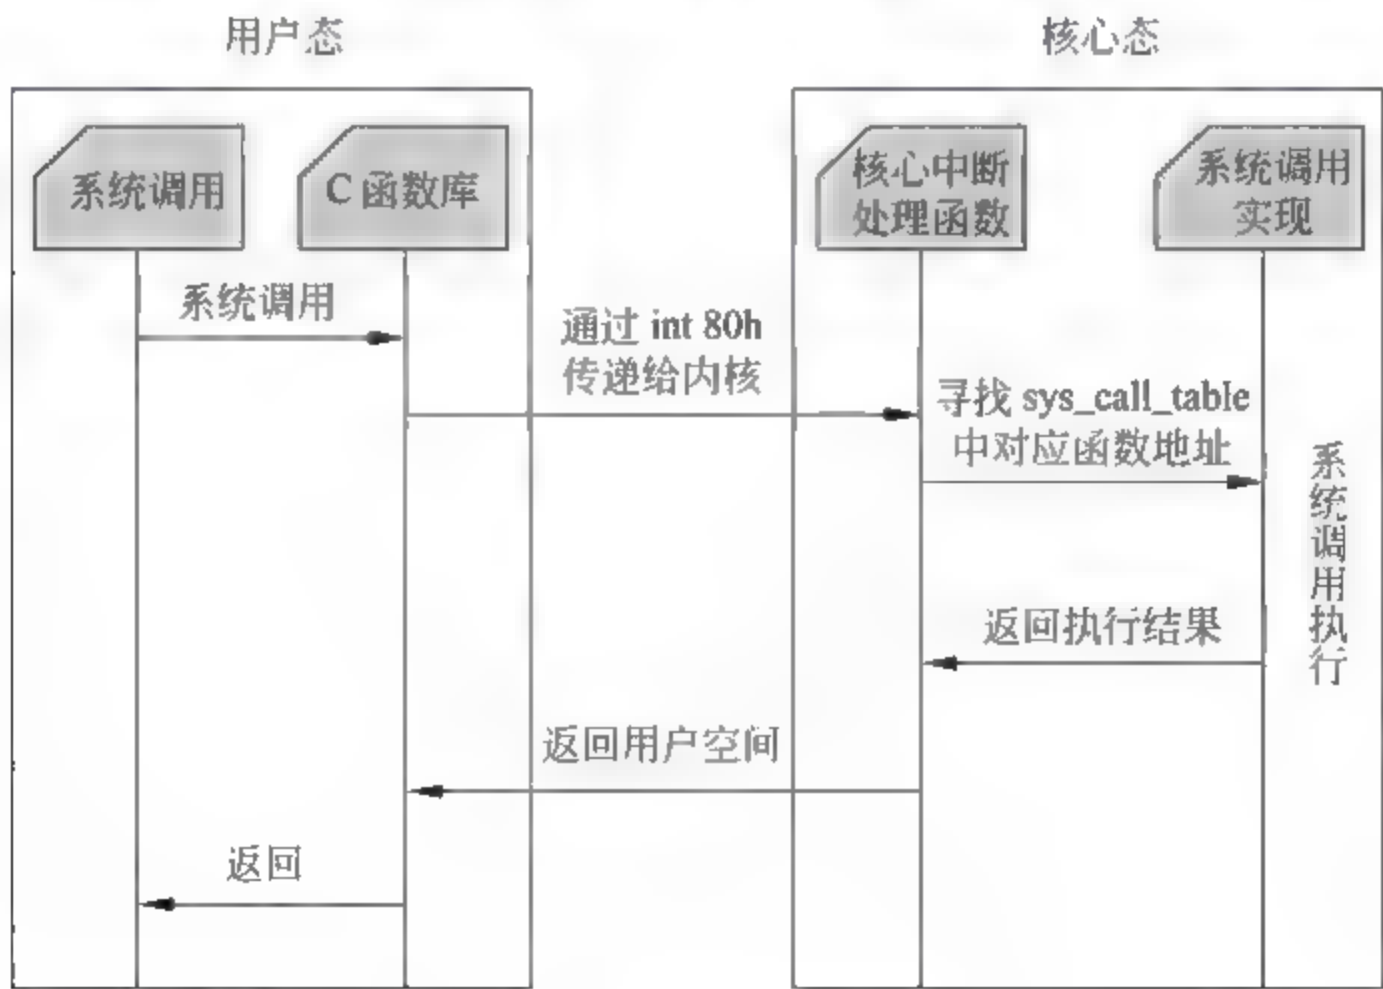 用户态
核心态
系统调用
C 函数库
核心中断
处理函数
系统调用
实现
系统调用
通过 int 80h
传递给内核
寻找 sys_call_table
中对应函数地址
系统调用执行
返回执行结果
返回用户空间
返回